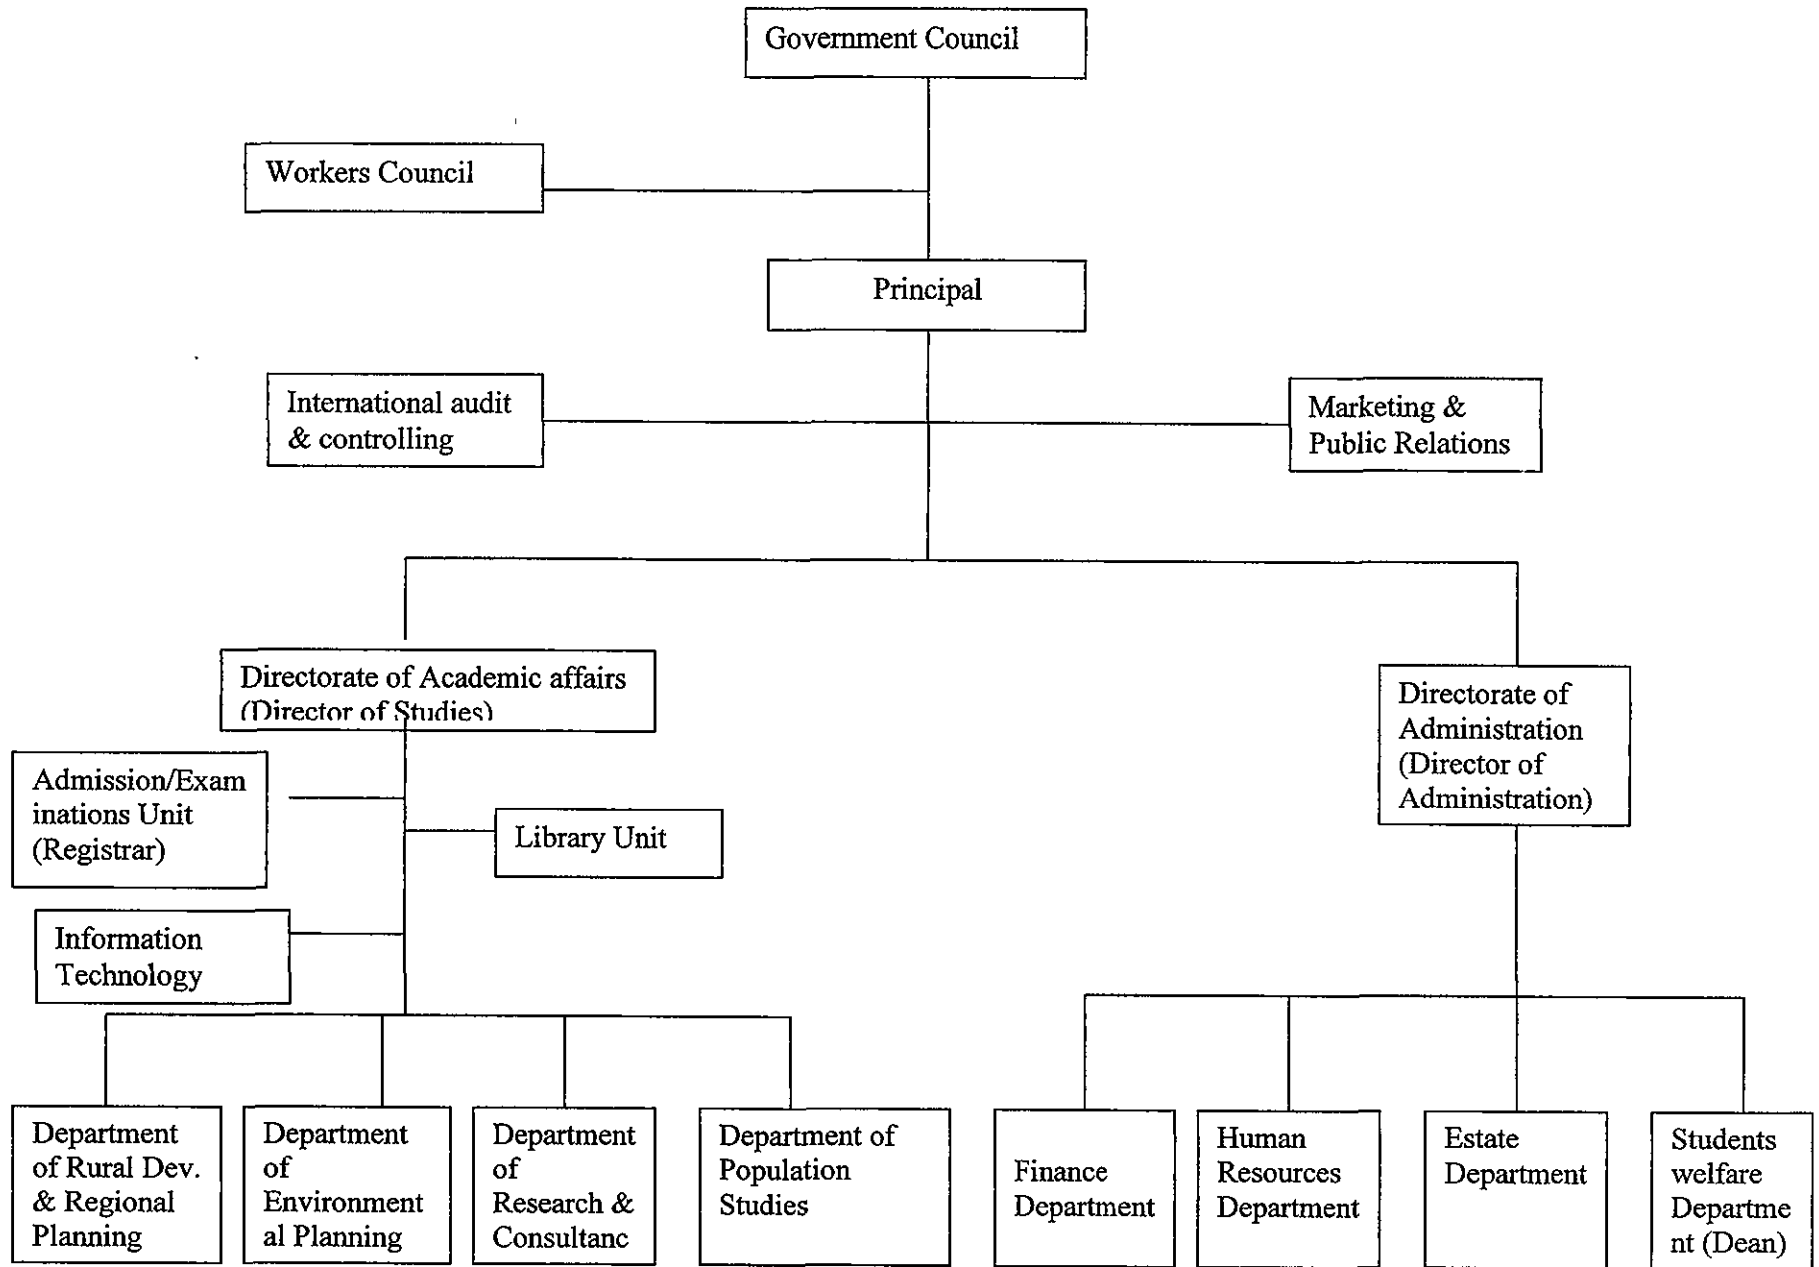 Government Council
Workers Council
Principal
International audit
& controlling
Marketing &
Public Relations
Directorate of Academic affairs
(Director of Studies)
Directorate of
Administration
(Director of
Administration)
Admission/Exam
inations Unit
(Registrar)
Library Unit
Information
Technology
Department
of Rural Dev.
& Regional
Planning
Department
of
Environment
al Planning
Department
of
Research &
Consultanc
Department of
Population
Studies
Finance
Department
Human
Resources
Department
Estate
Department
Students
welfare
Departme
nt (Dean)